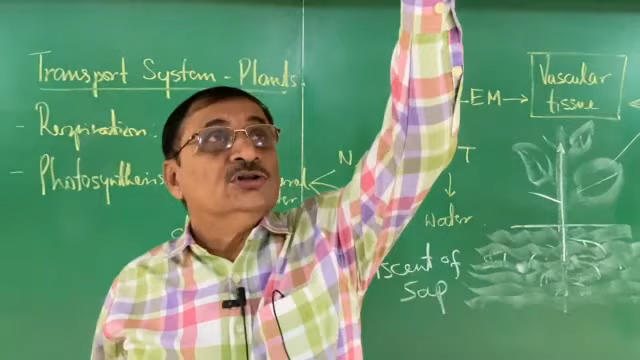 Transport System - Plants.
- Respiration.
- Photosynthesis
N
T
EM →
Vascular
tissue
Water
Ascent of
Sap